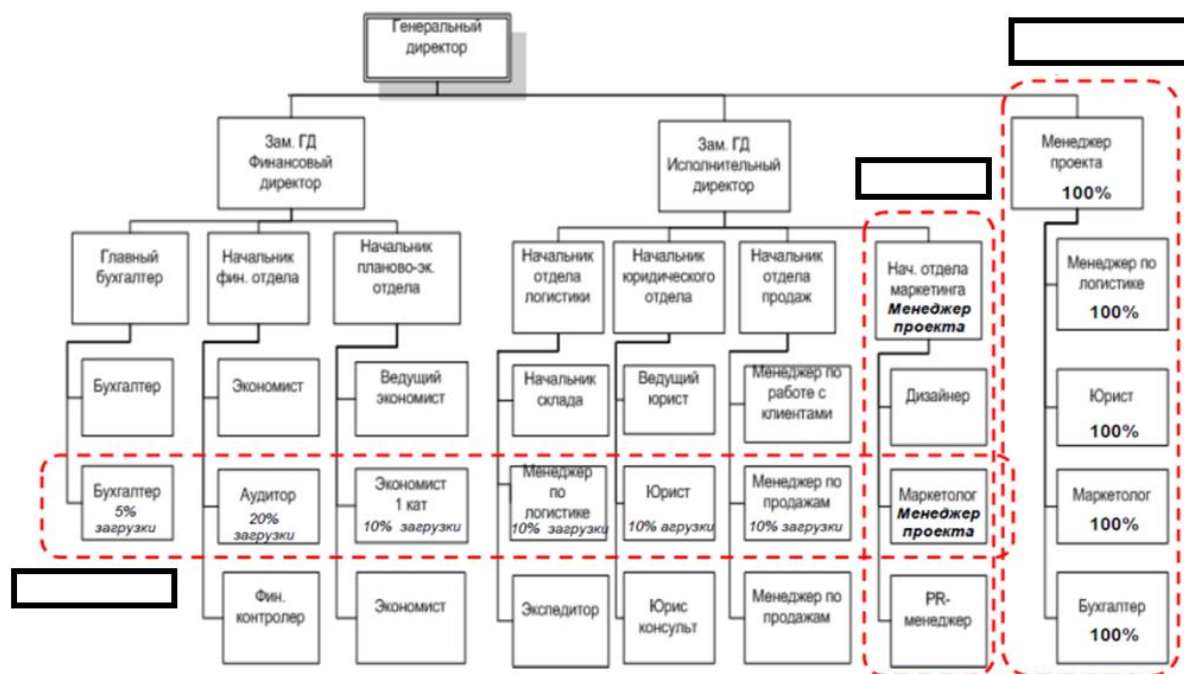 Генеральный
директор
Зам. ГД
Финансовый
директор
Зам. ГД
Исполнительный
директор
Менеджер
проекта
100%
Главный
бухгалтер
Начальник
фин. отдела
Начальник
планово-эк.
отдела
Начальник
отдела
логистики
Начальник
юридического
отдела
Начальник
отдела
продаж
Нач. отдела
маркетинга
Менеджер
проекта
Менеджер по
логистике
100%
Бухгалтер
Экономист
Ведущий
экономист
Начальник
склада
Ведущий
юрист
Менеджер по
работе с
клиентами
Дизайнер
Юрист
100%
Бухгалтер
5%
загрузки
Аудитор
20%
загрузки
Экономист
1 кат
10% загрузки
Менеджер
по
логистике
10% загрузки
Юрист
10% агрузки
Менеджер по
продажам
10% загрузки
Маркетолог
Менеджер
проекта
Маркетолог
100%
Фин.
контролер
Экономист
Экспедитор
Юрис
консульт
Менеджер по
продажам
PR-
менеджер
Бухгалтер
100%